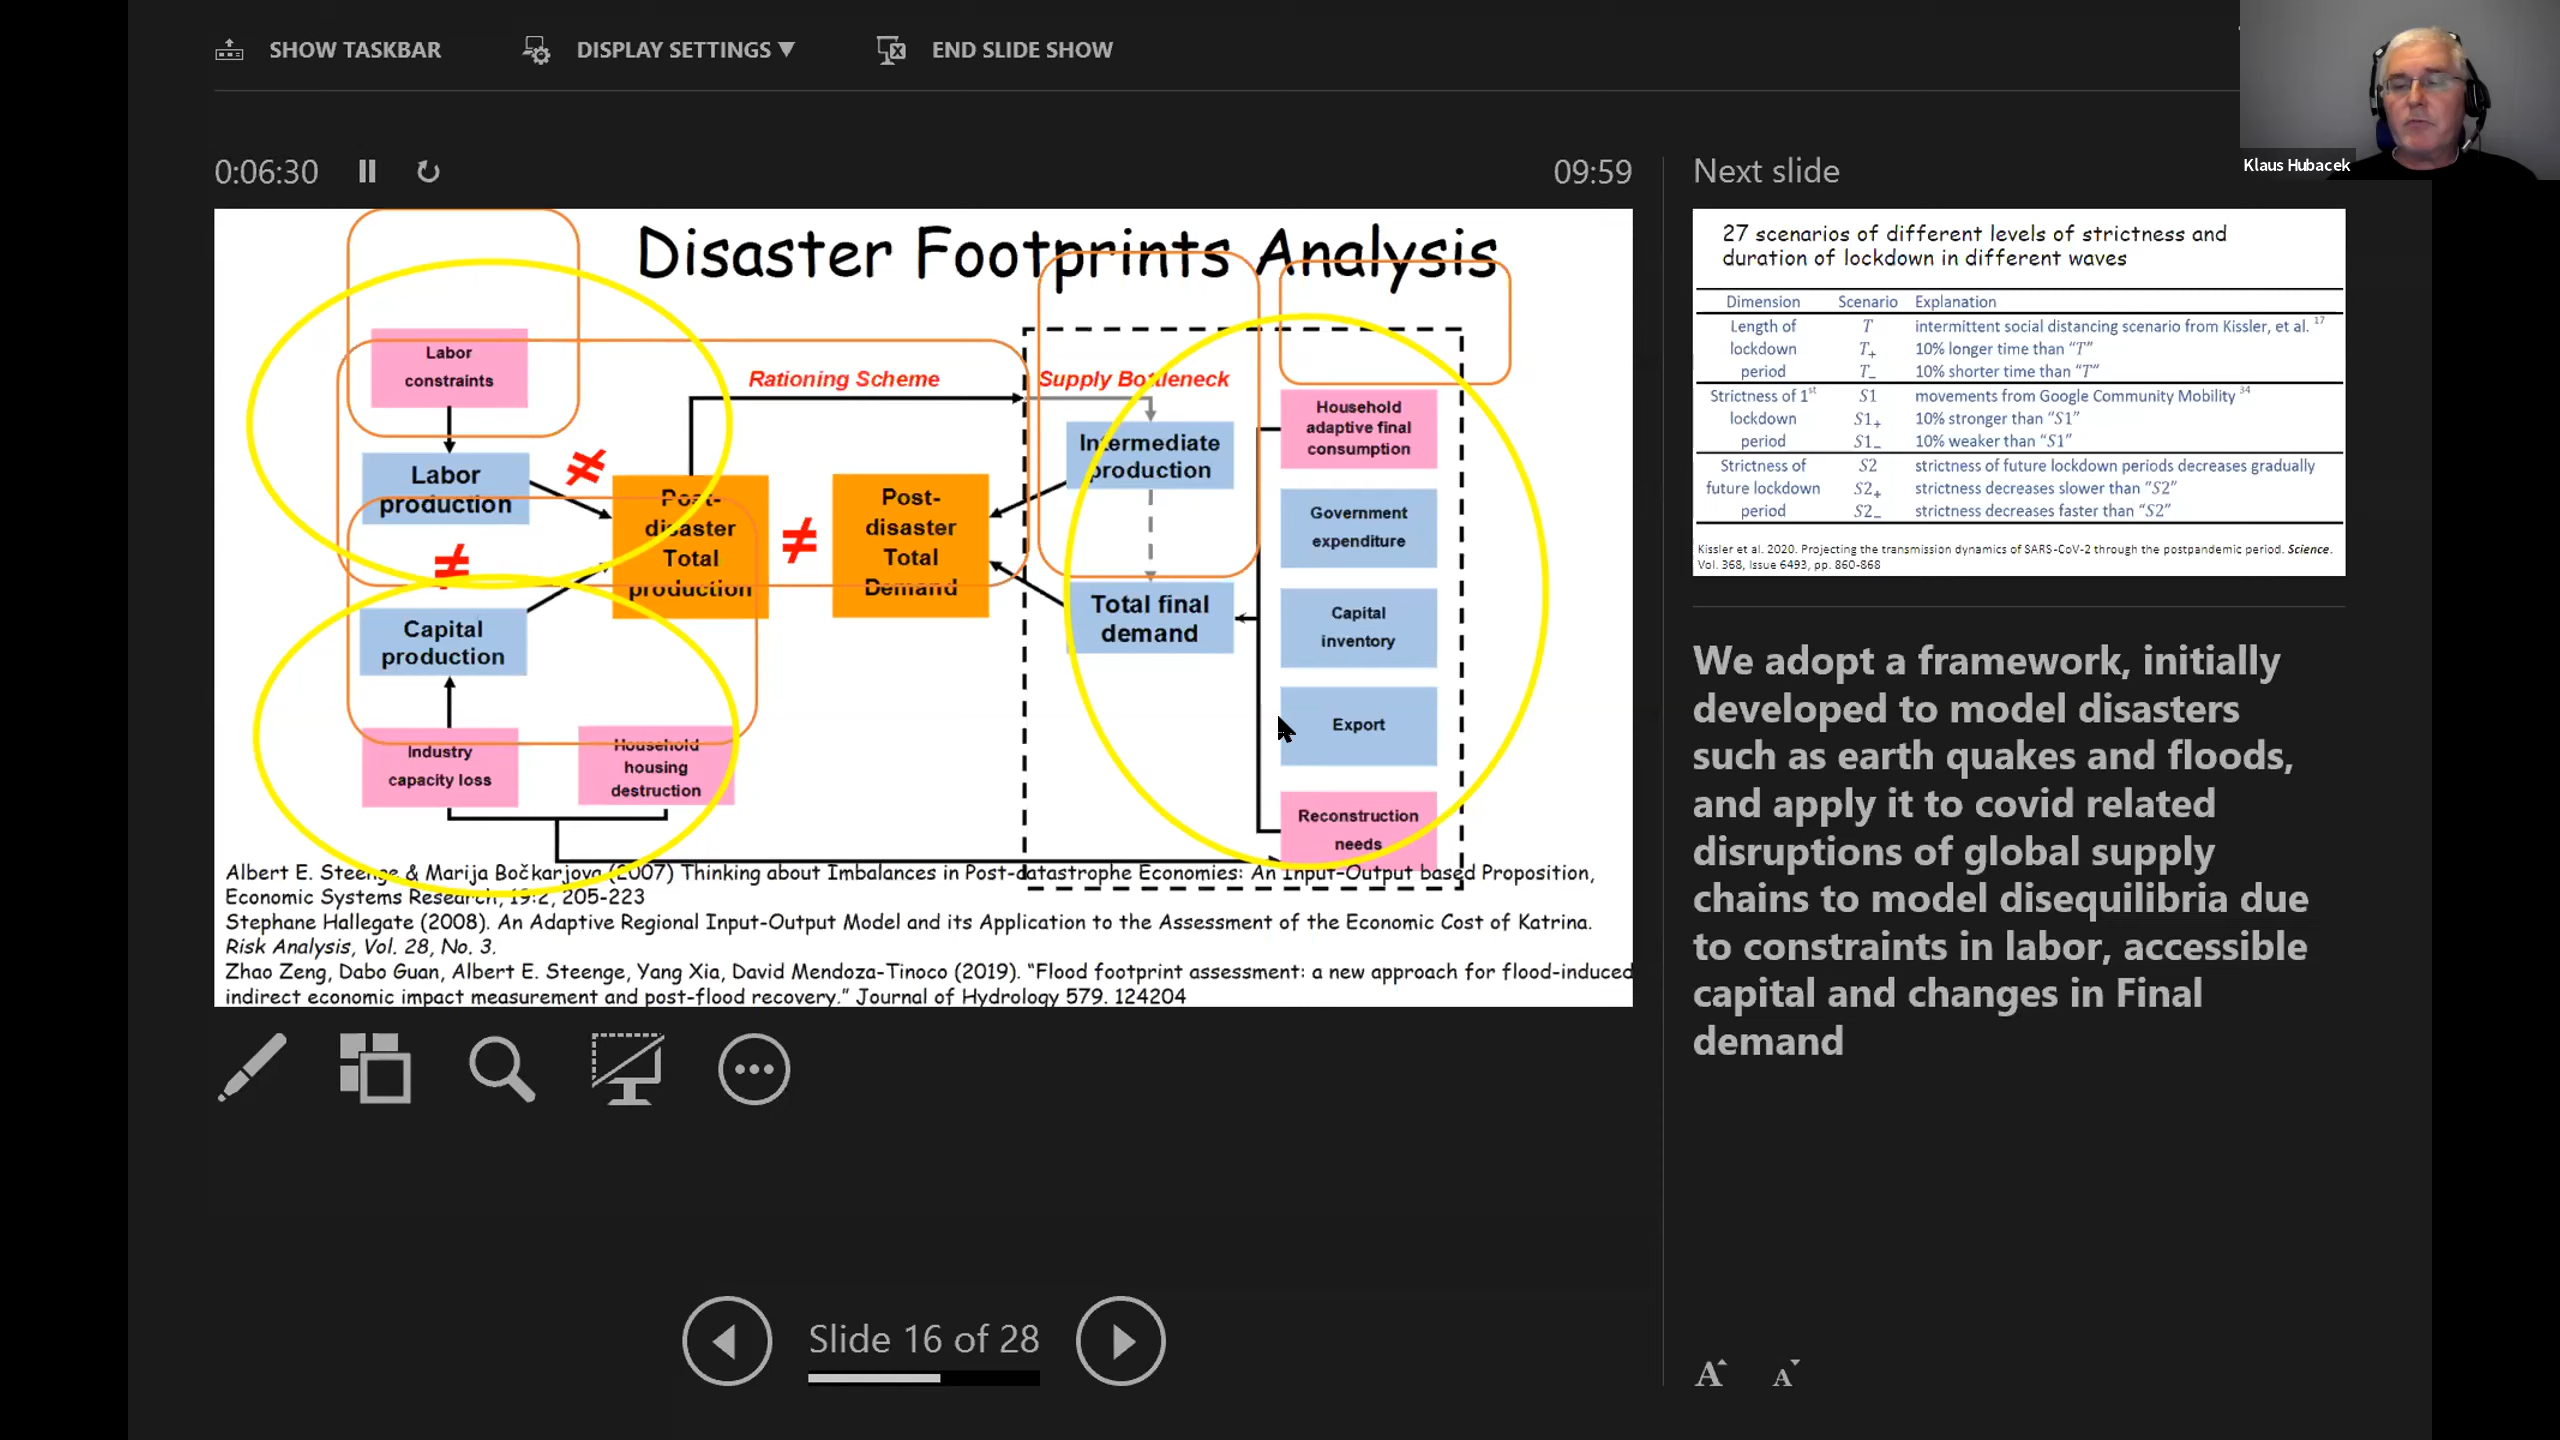 SHOW TASKBAR
DISPLAY SETTINGS ▼
END SLIDE SHOW
Klaus Hubacek
0:06:30
09:59
Next slide
Disaster Footprints Analysis
Labor
constraints
Labor
production
≠
≠
Capital
production
Industry
capacity loss
Household
housing
destruction
Rationing Scheme
Post-
disaster
Total
production
≠
Post-
disaster
Total
Demand
Supply Bottleneck
Intermediate
production
Total final
demand
Household
adaptive final
consumption
Government
expenditure
Capital
inventory
Export
Reconstruction
needs
Albert E. Steenge & Marija Bočkarjova (2007) Thinking about Imbalances in Post-catastrophe Economies: An Input–Output based Proposition,
Economic Systems Research, 19:2, 205-223
Stephane Hallegate (2008). An Adaptive Regional Input-Output Model and its Application to the Assessment of the Economic Cost of Katrina.
Risk Analysis, Vol. 28, No. 3.
Zhao Zeng, Dabo Guan, Albert E. Steenge, Yang Xia, David Mendoza-Tinoco (2019). “Flood footprint assessment: a new approach for flood-induced
indirect economic impact measurement and post-flood recovery.” Journal of Hydrology 579. 124204
27 scenarios of different levels of strictness and
duration of lockdown in different waves
Dimension Scenario Explanation
Length of T intermittent social distancing scenario from Kissler, et al. 17
lockdown T+ 10% longer time than “T”
period T− 10% shorter time than “T”
Strictness of 1st S1 movements from Google Community Mobility 34
lockdown S1+ 10% stronger than “S1”
period S1− 10% weaker than “S1”
Strictness of S2 strictness of future lockdown periods decreases gradually
future lockdown S2+ strictness decreases slower than “S2”
period S2− strictness decreases faster than “S2”
Kissler et al. 2020. Projecting the transmission dynamics of SARS-CoV-2 through the postpandemic period. Science.
Vol. 368, Issue 6493, pp. 860-868
We adopt a framework, initially
developed to model disasters
such as earth quakes and floods,
and apply it to covid related
disruptions of global supply
chains to model disequilibria due
to constraints in labor, accessible
capital and changes in Final
demand
Slide 16 of 28
A A